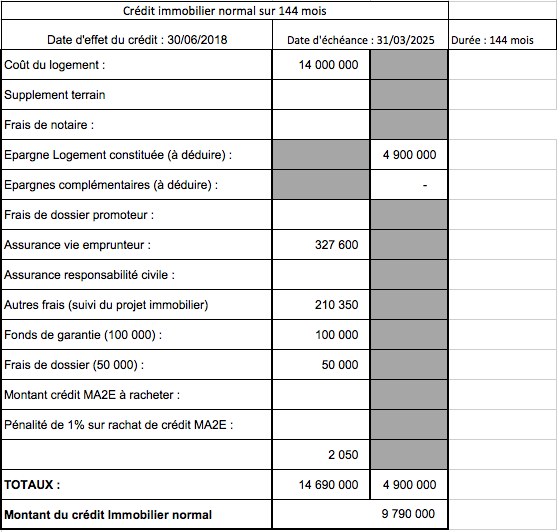 Crédit immobilier normal sur 144 mois
Date d'effet du crédit : 30/06/2018 Date d'échéance : 31/03/2025 Durée : 144 mois
Coût du logement : 14 000 000
Supplement terrain
Frais de notaire :
Epargne Logement constituée (à déduire) : 4 900 000
Epargnes complémentaires (à déduire) : -
Frais de dossier promoteur :
Assurance vie emprunteur : 327 600
Assurance responsabilité civile :
Autres frais (suivi du projet immobilier) 210 350
Fonds de garantie (100 000) : 100 000
Frais de dossier (50 000) : 50 000
Montant crédit MA2E à racheter :
Pénalité de 1% sur rachat de crédit MA2E :
2 050
TOTAUX : 14 690 000 4 900 000
Montant du crédit Immobilier normal 9 790 000